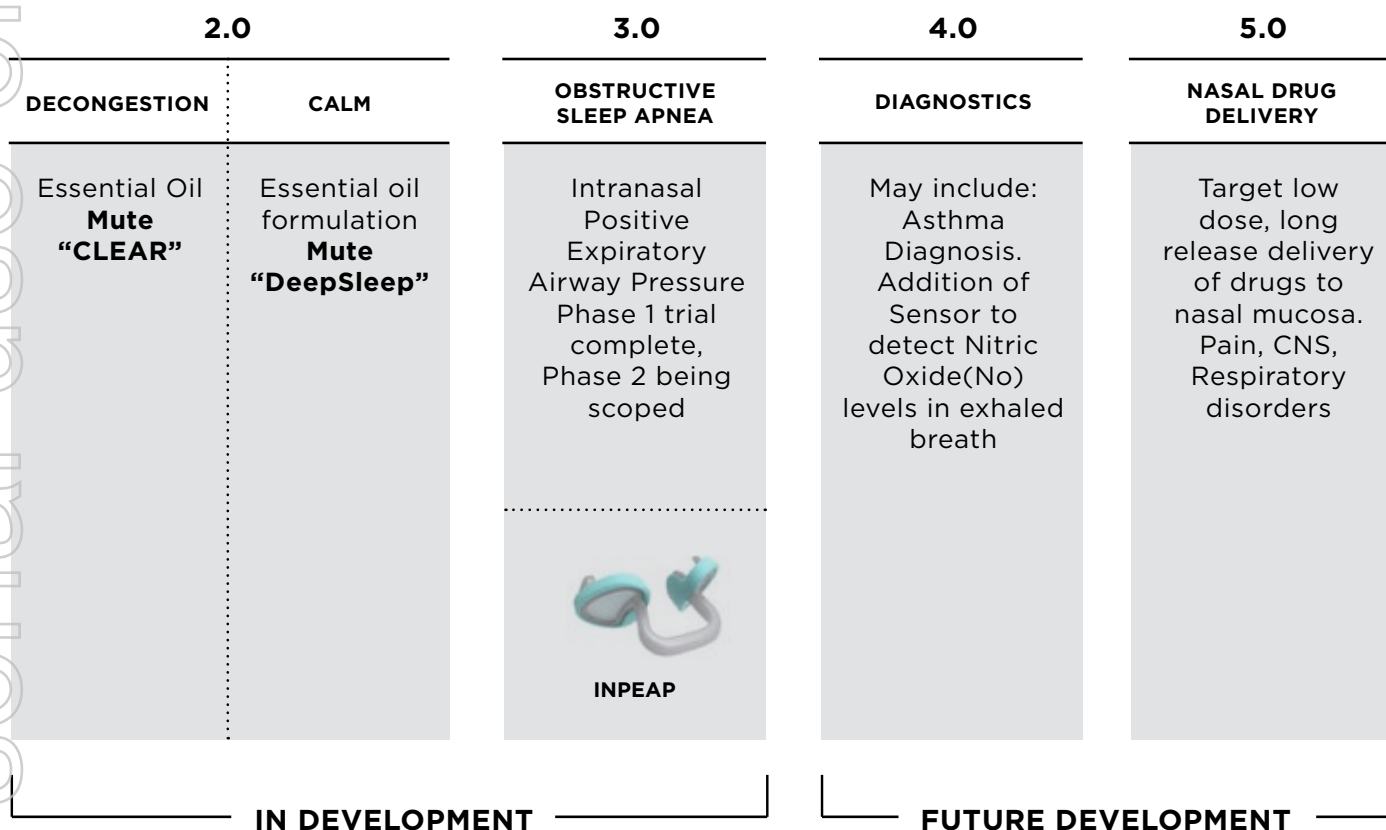 2.0
DECONGESTION
CALM
Essential Oil
Mute
“CLEAR”
Essential oil
formulation
Mute
“DeepSleep”
3.0
OBSTRUCTIVE
SLEEP APNEA
Intranasal
Positive
Expiratory
Airway Pressure
Phase 1 trial
complete,
Phase 2 being
scoped
INPEAP
IN DEVELOPMENT
4.0
DIAGNOSTICS
May include:
Asthma
Diagnosis.
Addition of
Sensor to
detect Nitric
Oxide(No)
levels in exhaled
breath
5.0
NASAL DRUG
DELIVERY
Target low
dose, long
release delivery
of drugs to
nasal mucosa.
Pain, CNS,
Respiratory
disorders
FUTURE DEVELOPMENT